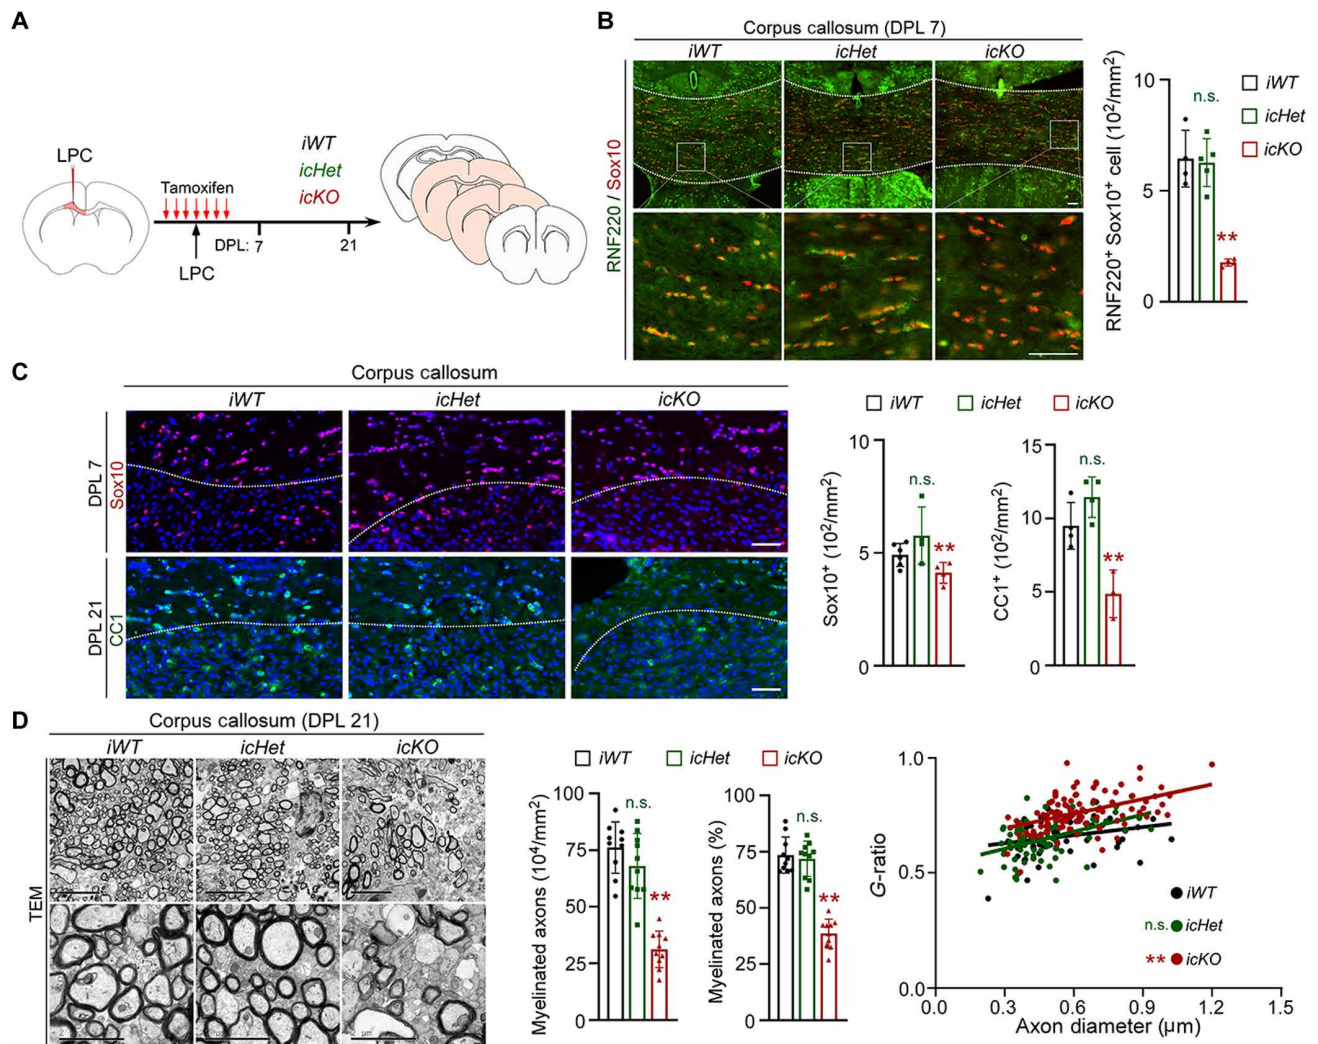 A
LPC
Tamoxifen
iWT
icHet
icKO
DPL: 7
21
LPC
B
Corpus callosum (DPL 7)
iWT
icHet
icKO
RNF220 / Sox10
RNF220⁺ Sox10⁺ cell (10²/mm²)
10
5
0
n.s.
**
iWT
icHet
icKO
C
Corpus callosum
iWT
icHet
icKO
DPL 7
Sox10
DPL 21
CC1
iWT
icHet
icKO
Sox10⁺ (10²/mm²)
10
5
0
n.s.
**
CC1⁺ (10²/mm²)
15
10
5
0
n.s.
**
D
Corpus callosum (DPL 21)
iWT
icHet
icKO
TEM
iWT
icHet
icKO
Myelinated axons (10⁴/mm²)
100
75
50
25
0
n.s.
**
Myelinated axons (%)
100
75
50
25
0
n.s.
**
G-ratio
1.0
0.5
0.0
iWT
n.s. icHet
** icKO
0.0
0.3
0.6
0.9
1.2
1.5
Axon diameter (µm)